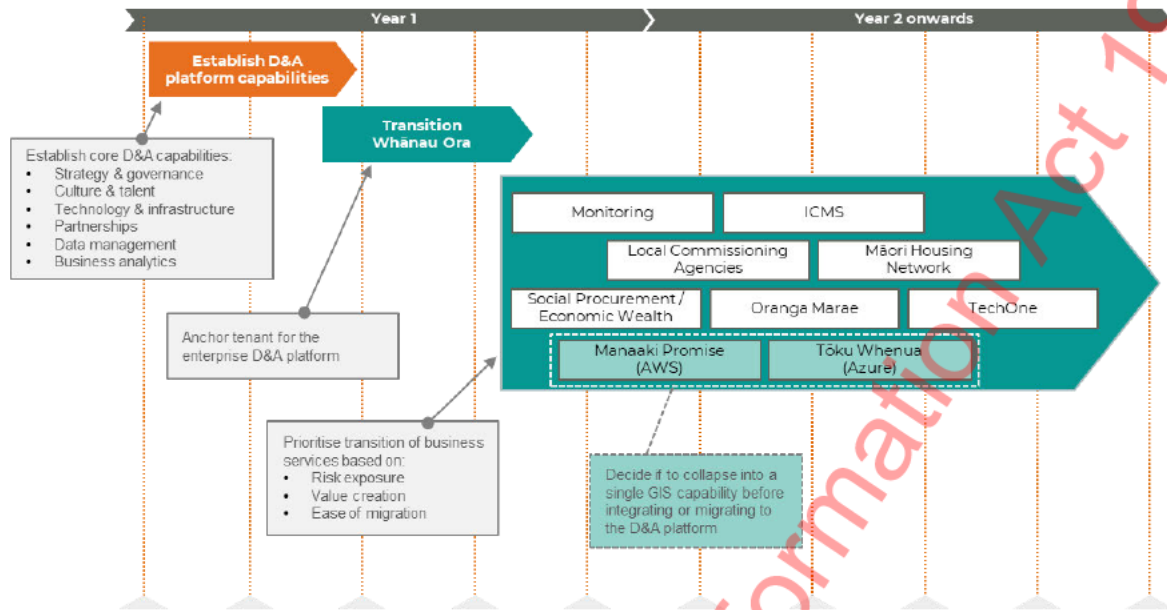 Year 1
Year 2 onwards
Establish D&A
platform capabilities
Transition
Whānau Ora
Establish core D&A capabilities:
• Strategy & governance
• Culture & talent
• Technology & infrastructure
• Partnerships
• Data management
• Business analytics
Monitoring
ICMS
Local Commissioning
Agencies
Māori Housing
Network
Social Procurement /
Economic Wealth
Oranga Marae
TechOne
Manaaki Promise
(AWS)
Tōku Whenua
(Azure)
Anchor tenant for the
enterprise D&A platform
Prioritise transition of business
services based on:
• Risk exposure
• Value creation
• Ease of migration
Decide if to collapse into a
single GIS capability before
integrating or migrating to
the D&A platform
formation Act 19